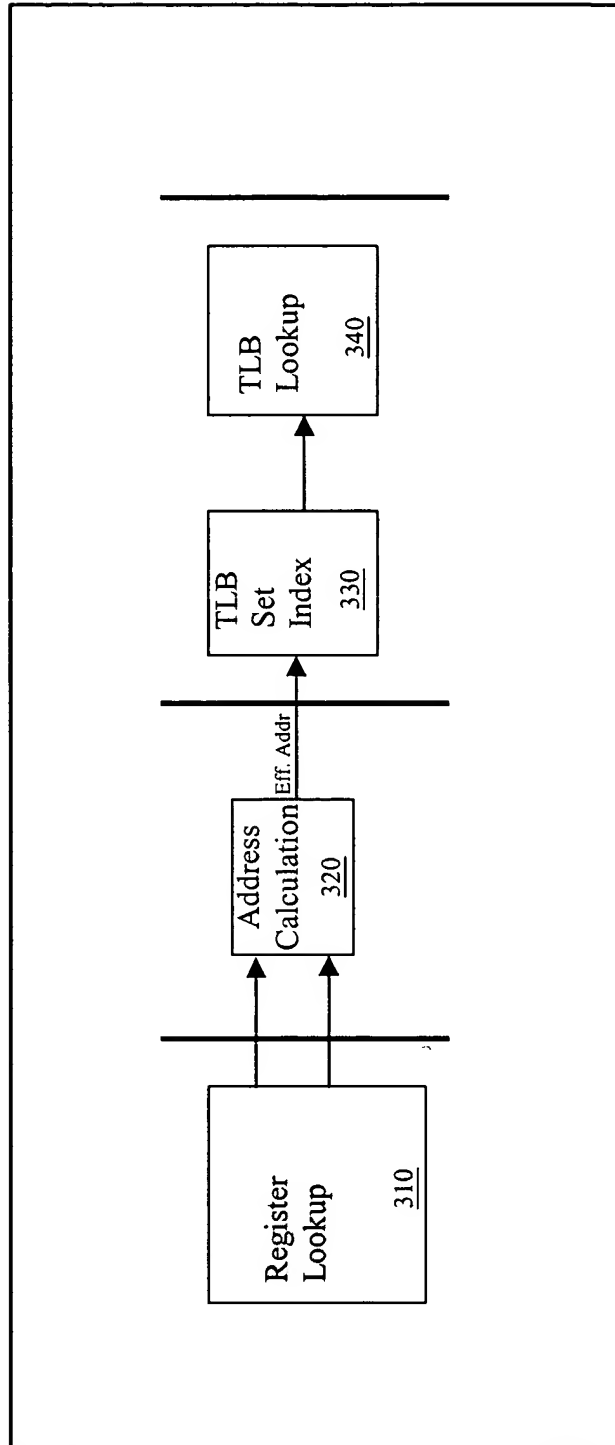 Register
Lookup
310
Address
Calculation
320
Eff. Addr
TLB
Set
Index
330
TLB
Lookup
340